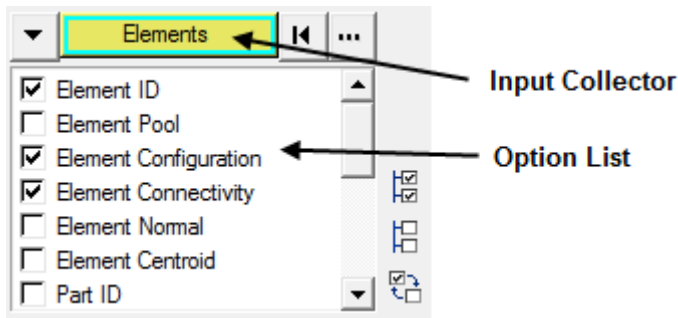 Elements
Input Collector
Element ID
Element Pool
Element Configuration
Option List
Element Connectivity
Element Normal
Element Centroid
Part ID